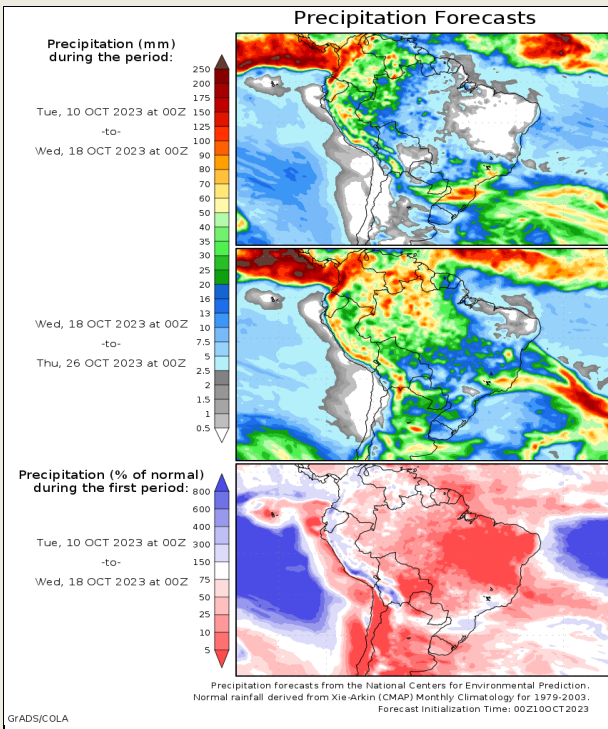 Precipitation Forecasts
Precipitation (mm)
during the period:
Tue, 10 OCT 2023 at 00Z
-to-
Wed, 18 OCT 2023 at 00Z
250
200
175
150
125
100
90
80
70
60
50
40
35
30
25
20
16
13
10
7.5
5
2.5
2
1.5
1
0.5
Wed, 18 OCT 2023 at 00Z
-to-
Thu, 26 OCT 2023 at 00Z
Precipitation (% of normal)
during the first period:
Tue, 10 OCT 2023 at 00Z
-to-
Wed, 18 OCT 2023 at 00Z
800
600
400
300
150
75
50
25
10
5
Precipitation forecasts from the National Centers for Environmental Prediction.
Normal rainfall derived from Xie-Arkin (CMAP) Monthly Climatology for 1979-2003.
Forecast Initialization Time: 00Z10OCT2023
GrADS/COLA